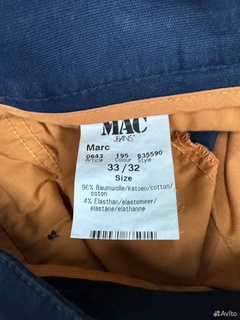 MAC
JEANS
Marc
0643 195 S35590
Article Colour Style
33/32
Size
96% Baumwolle/katoen/cotton/
coton
4% Elasthan/elastomeer/
elastane/elathanne
Avito